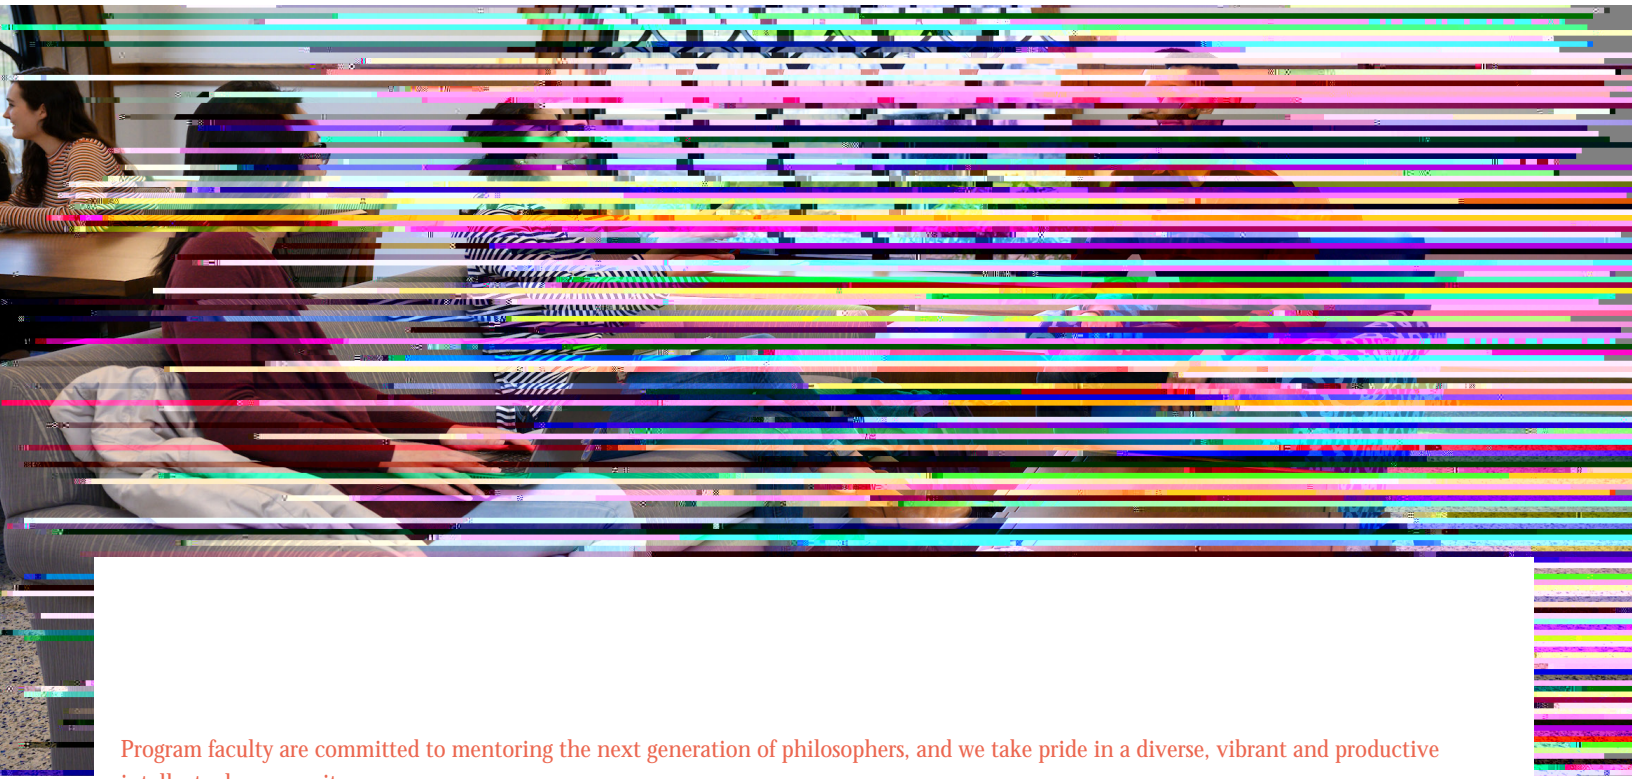 Program faculty are committed to mentoring the next generation of philosophers, and we take pride in a diverse, vibrant and productive